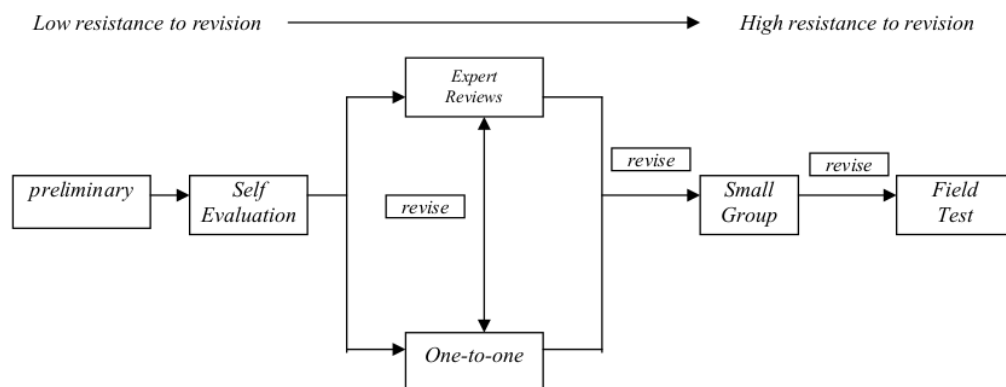 Low resistance to revision
High resistance to revision
Expert
Reviews
revise
revise
preliminary
Self
Evaluation
revise
Small
Group
Field
Test
One-to-one